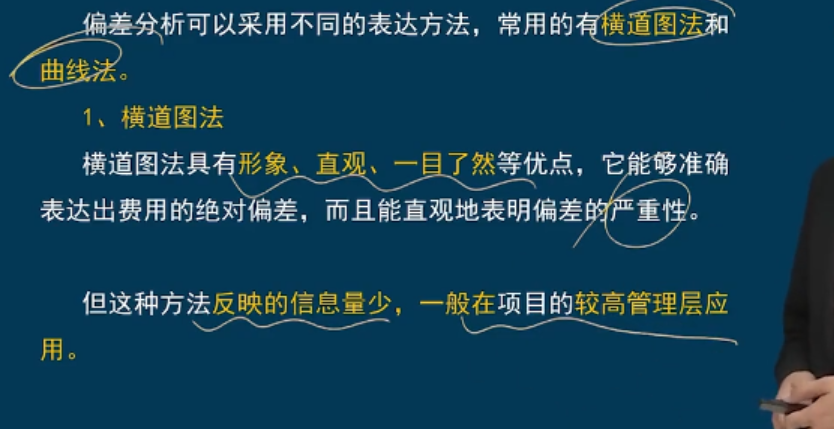 偏差分析可以采用不同的表达方法，常用的有横道图法和
曲线法。
1、横道图法
横道图法具有形象、直观、一目了然等优点，它能够准确
表达出费用的绝对偏差，而且能直观地表明偏差的严重性。
但这种方法反映的信息量少，一般在项目的较高管理层应
用。